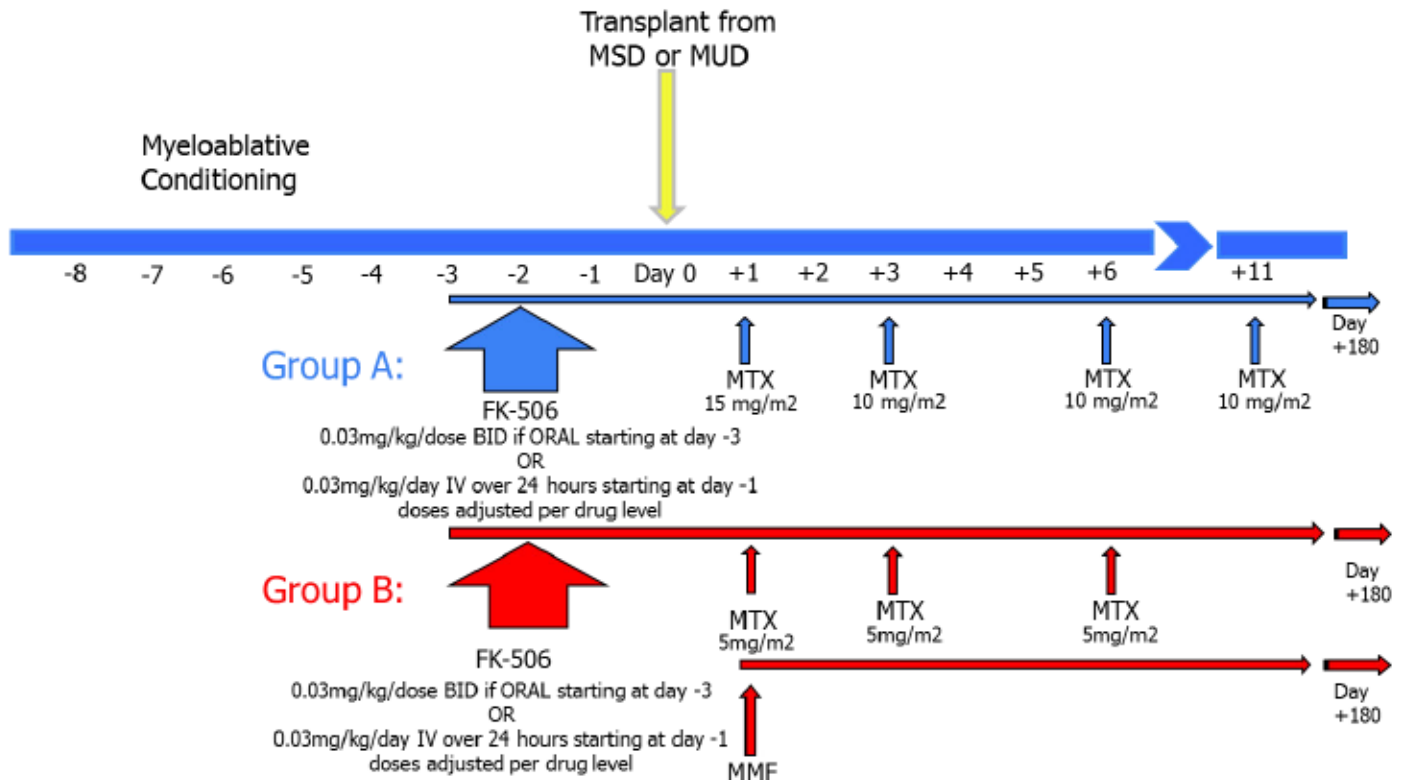 Transplant from
MSD or MUD
Myeloablative
Conditioning
-8 -7 -6 -5 -4 -3 -2 -1 Day 0 +1 +2 +3 +4 +5 +6 +11
Day
+180
Group A:
MTX
15 mg/m2
MTX
10 mg/m2
MTX
10 mg/m2
MTX
10 mg/m2
FK-506
0.03mg/kg/dose BID if ORAL starting at day -3
OR
0.03mg/kg/day IV over 24 hours starting at day -1
doses adjusted per drug level
Day
+180
Group B:
MTX
5mg/m2
MTX
5mg/m2
MTX
5mg/m2
FK-506
0.03mg/kg/dose BID if ORAL starting at day -3
OR
0.03mg/kg/day IV over 24 hours starting at day -1
doses adjusted per drug level
Day
+180
MMF